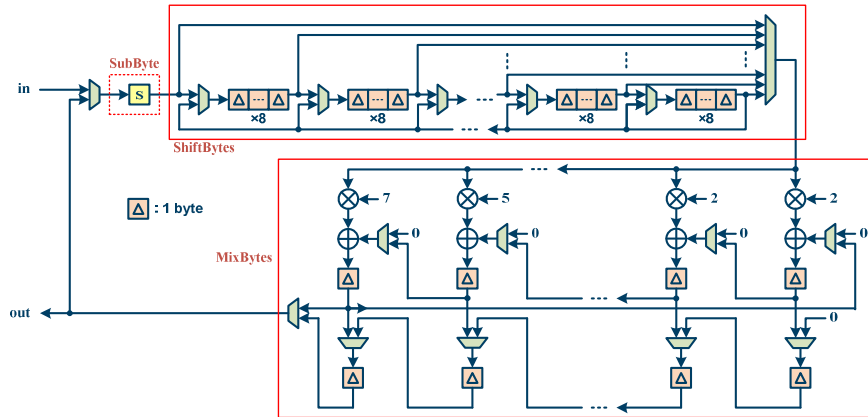 SubByte
in
S
Δ ... Δ
Δ ... Δ
...
Δ ... Δ
Δ ... Δ
×8
×8
×8
×8
...
ShiftBytes
...
7
5
2
2
Δ : 1 byte
0
0
0
0
MixBytes
Δ
Δ
Δ
Δ
...
out
0
Δ
Δ
Δ
Δ
...